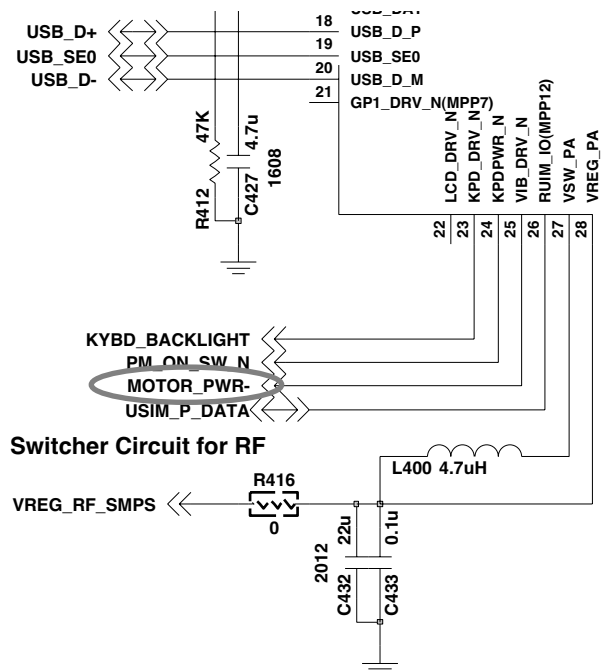 18
USB_D+
USB_D_P
19
USB_SE0
USB_SE0
20
USB_D-
USB_D_M
21
GP1_DRV_N(MPP7)
47K
R412
4.7u
C427
1608
LCD_DRV_N
KPD_DRV_N
KPDPWR_N
VIB_DRV_N
RUIM_IO(MPP12)
VSW_PA
VREG_PA
22
23
24
25
26
27
28
KYBD_BACKLIGHT
PM_ON_SW_N
MOTOR_PWR-
USIM_P_DATA
Switcher Circuit for RF
L400 4.7uH
R416
VREG_RF_SMPS
0
22u
0.1u
2012
C432
C433